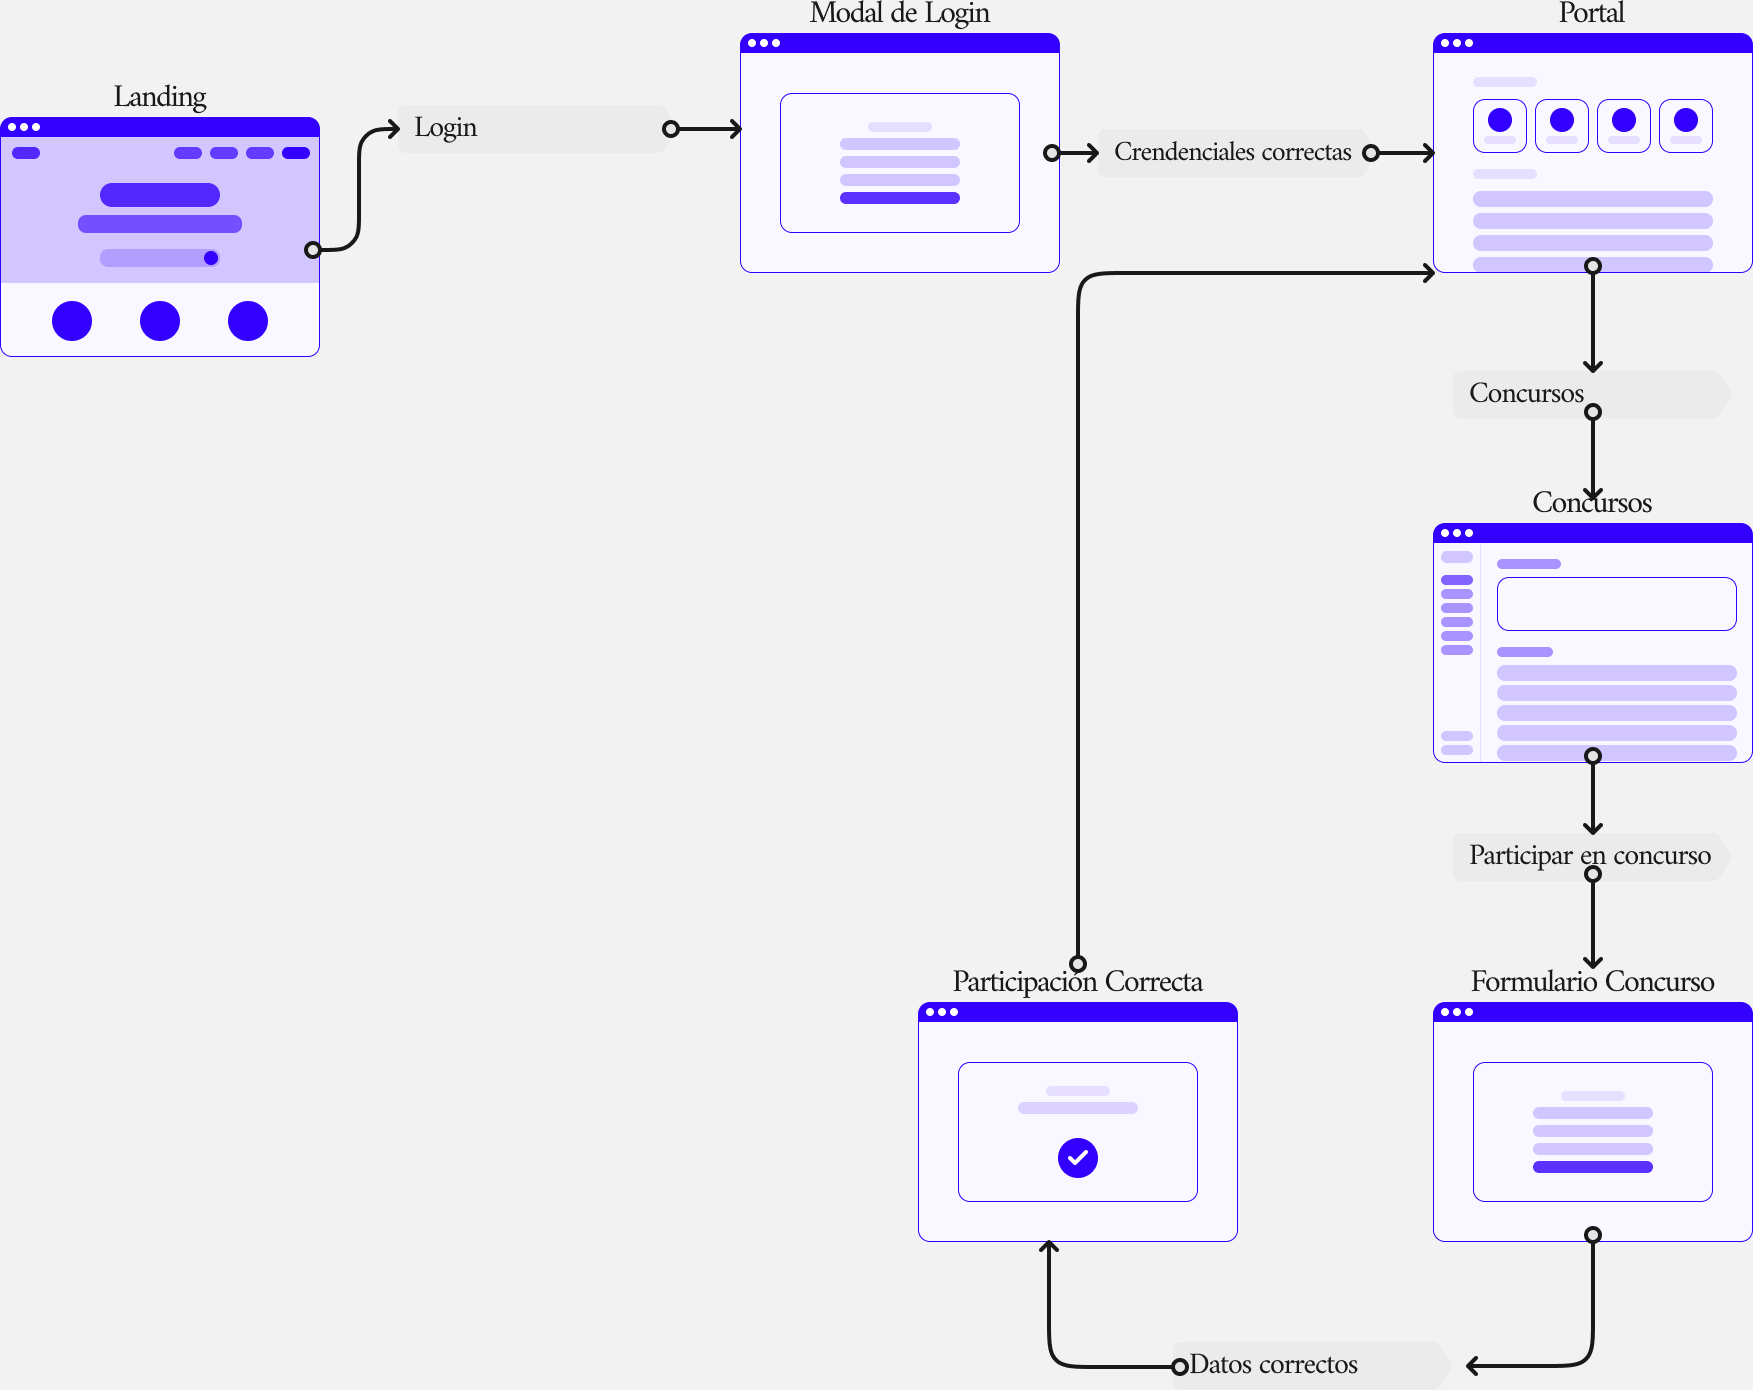 Modal de Login
Portal
Landing
Login
Crendenciales correctas
Concursos
Concursos
Participar en concurso
Participación Correcta
Formulario Concurso
Datos correctos